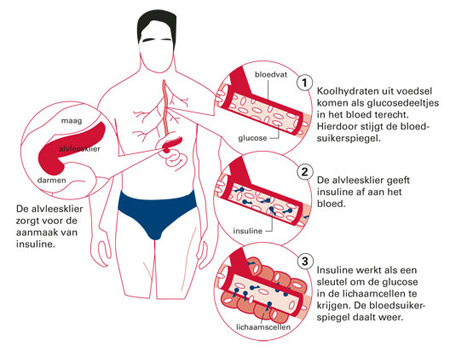 maag
alvleesklier
darmen
De alvleesklier
zorgt voor de
aanmaak van
insuline.
bloedvat
glucose
1
Koolhydraten uit voedsel
komen als glucosedeeltjes
in het bloed terecht.
Hierdoor stijgt de bloed-
suikerspiegel.
insuline
2
De alvleesklier geeft
insuline af aan het
bloed.
lichaamscellen
3
Insuline werkt als een
sleutel om de glucose
in de lichaamcellen te
krijgen. De bloedsuiker-
spiegel daalt weer.